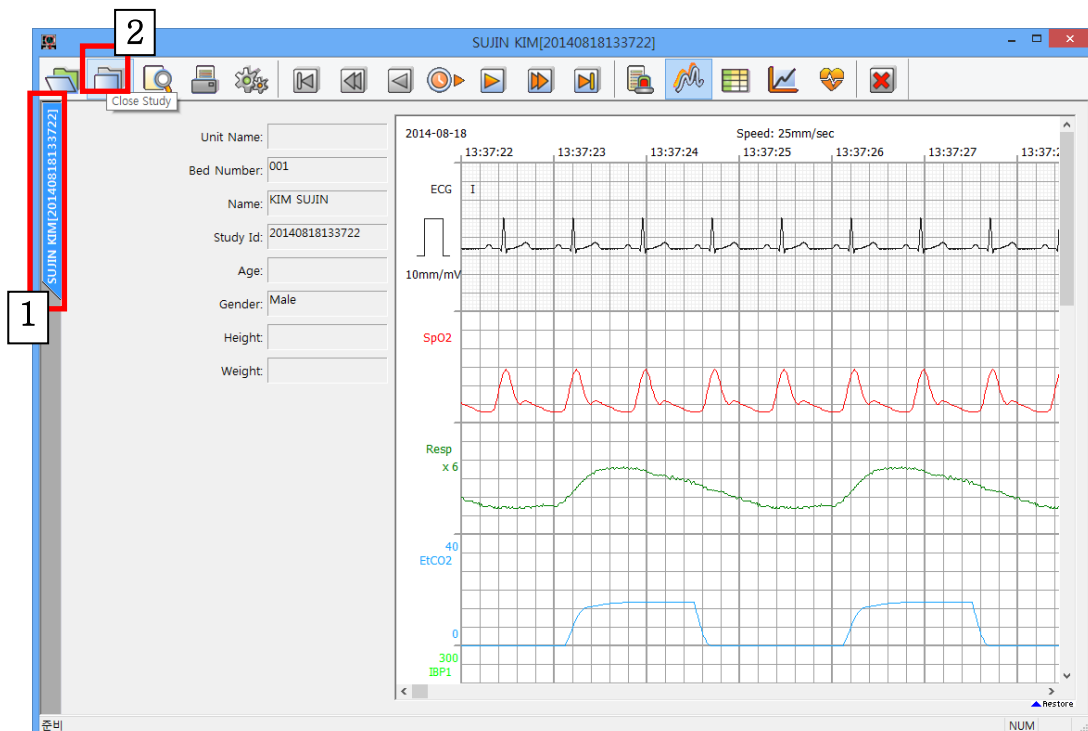 2
SUJIN KIM[20140818133722]
Close Study
1
SUJIN KIM[20140818133722]
Unit Name:
Bed Number: 001
Name: KIM SUJIN
Study Id: 20140818133722
Age:
Gender: Male
Height:
Weight:
2014-08-18 Speed: 25mm/sec
13:37:22 13:37:23 13:37:24 13:37:25 13:37:26 13:37:27 13:37:2
ECG I
10mm/mV
SpO2
Resp
x 6
40
EtCO2
0
300
IBP1
Restore
준비 NUM